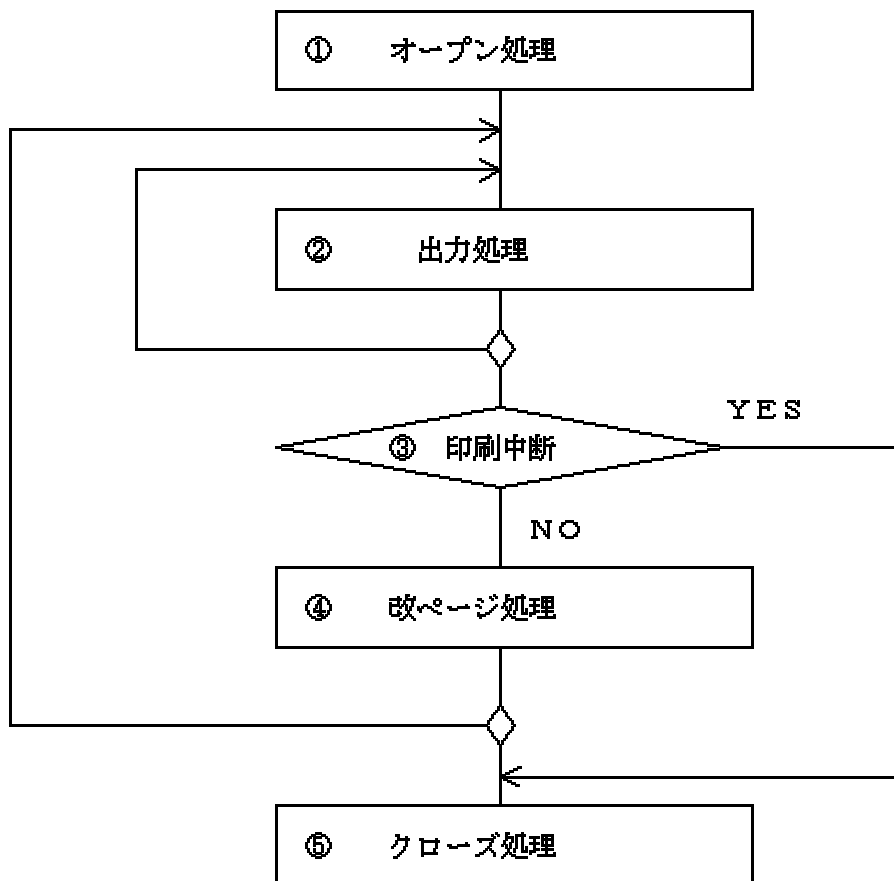 ① オープン処理
② 出力処理
③ 印刷中断
ＹＥＳ
ＮＯ
④ 改ページ処理
⑤ クローズ処理